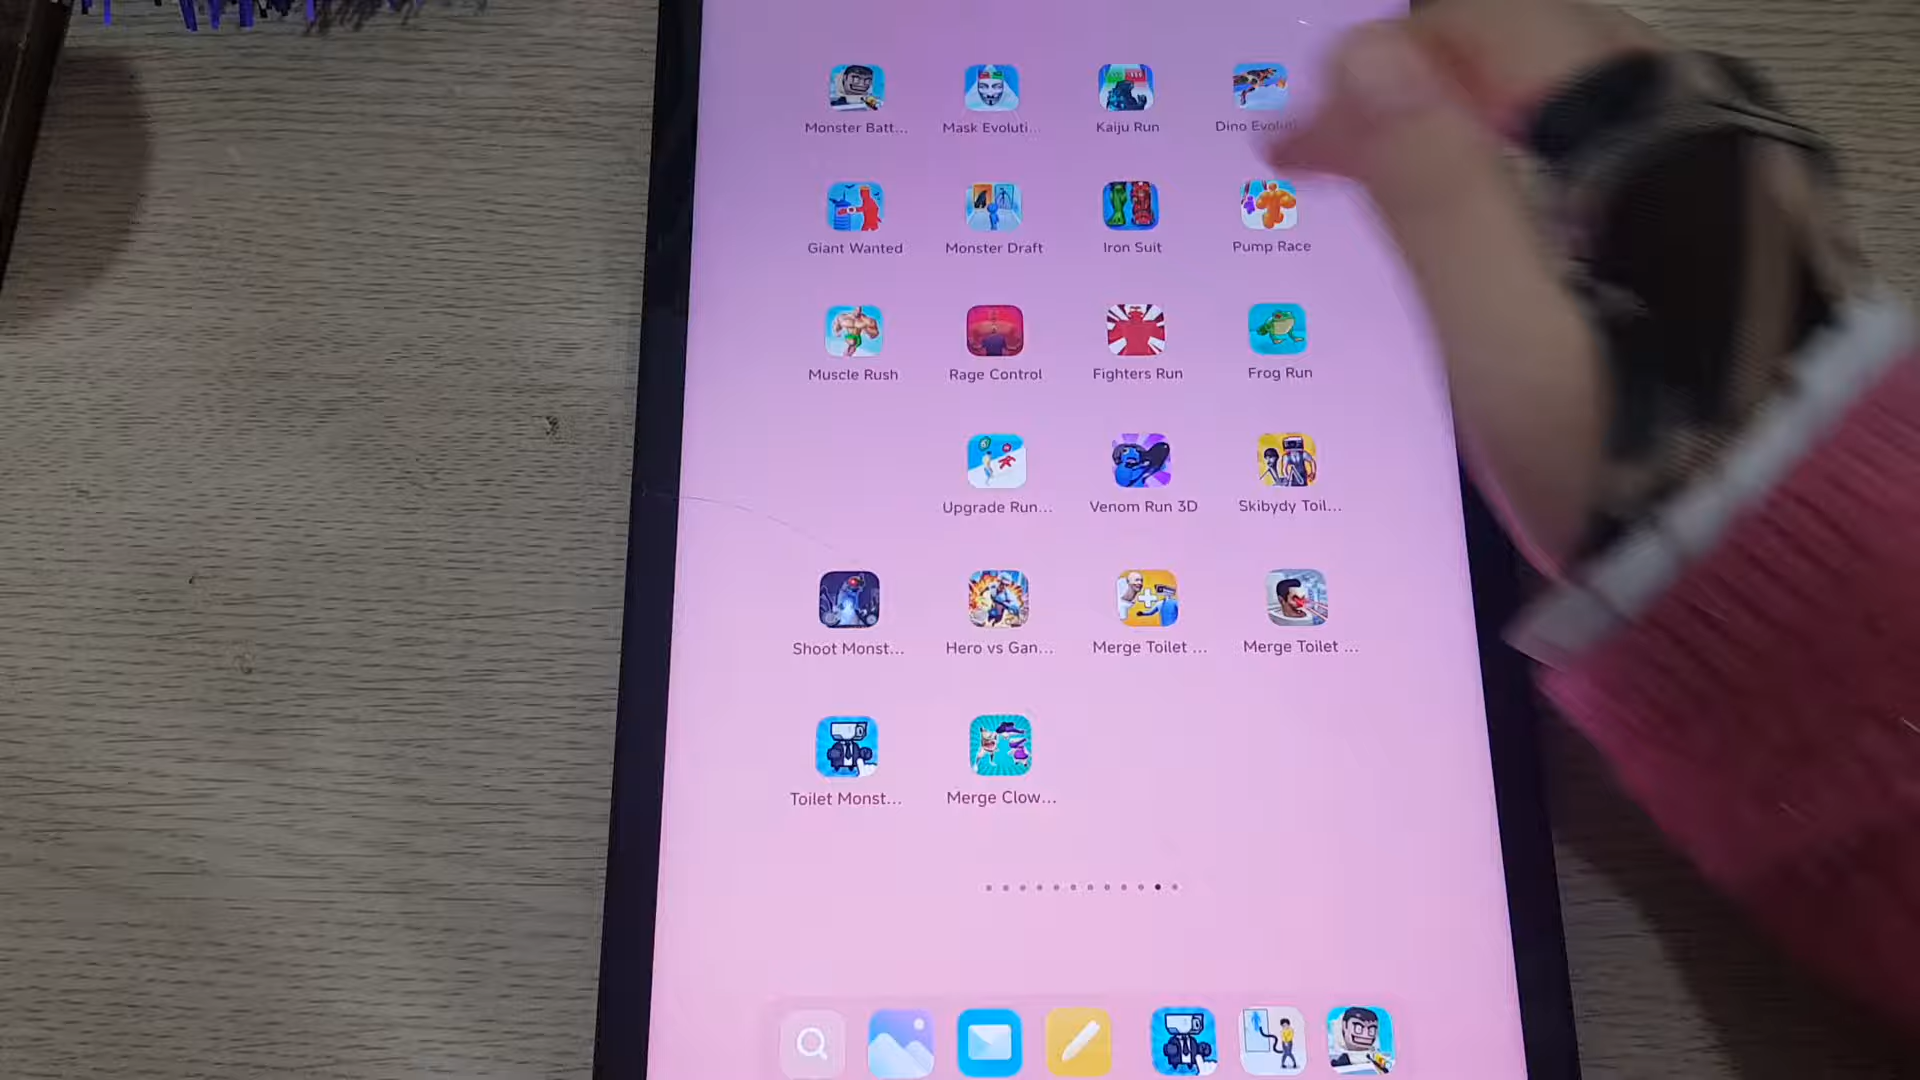 Monster Batt...
Mask Evoluti...
Kaiju Run
Dino Evoluti
Giant Wanted
Monster Draft
Iron Suit
Pump Race
Muscle Rush
Rage Control
Fighters Run
Frog Run
Upgrade Run...
Venom Run 3D
Skibydy Toil...
Shoot Monst...
Hero vs Gan...
Merge Toilet ...
Merge Toilet ...
Toilet Monst...
Merge Clow...